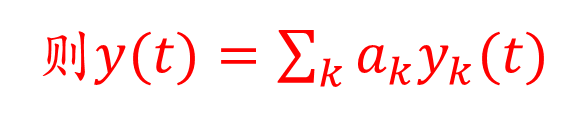 则y(t) = ∑ₖ aₖyₖ(t)